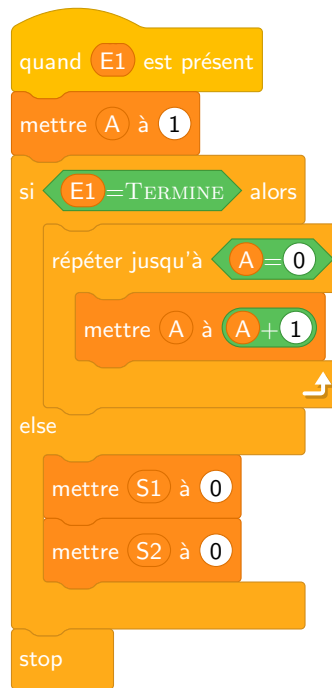 quand E1 est présent
mettre A à 1
si E1=TERMINE alors
répéter jusqu'à A=0
mettre A à A+1
else
mettre S1 à 0
mettre S2 à 0
stop